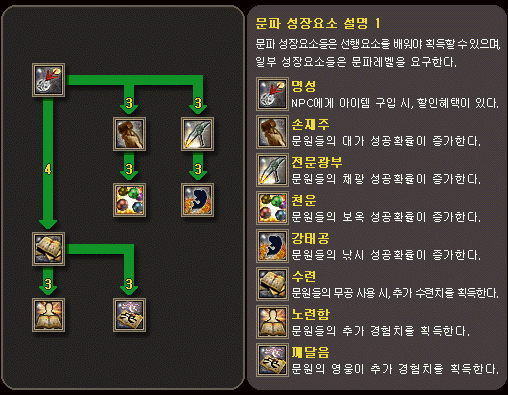 3
3
3
3
4
3
3
문파 성장요소 설명 1
문파 성장요소들은 선행요소를 배워야 획득할 수 있으며,
일부 성장요소들은 문파레벨을 요구한다.
명성
NPC에게 아이템 구입 시, 할인혜택이 있다.
손재주
문원들의 대가 성공확률이 증가한다.
전문광부
문원들의 채광 성공확률이 증가한다.
천운
문원들의 보옥 성공확률이 증가한다.
강태공
문원들의 낚시 성공확률이 증가한다.
수련
문원들의 무공 사용 시, 추가 수련치를 획득한다.
노련함
문원들의 추가 경험치를 획득한다.
깨달음
문원의 영웅이 추가 경험치를 획득한다.